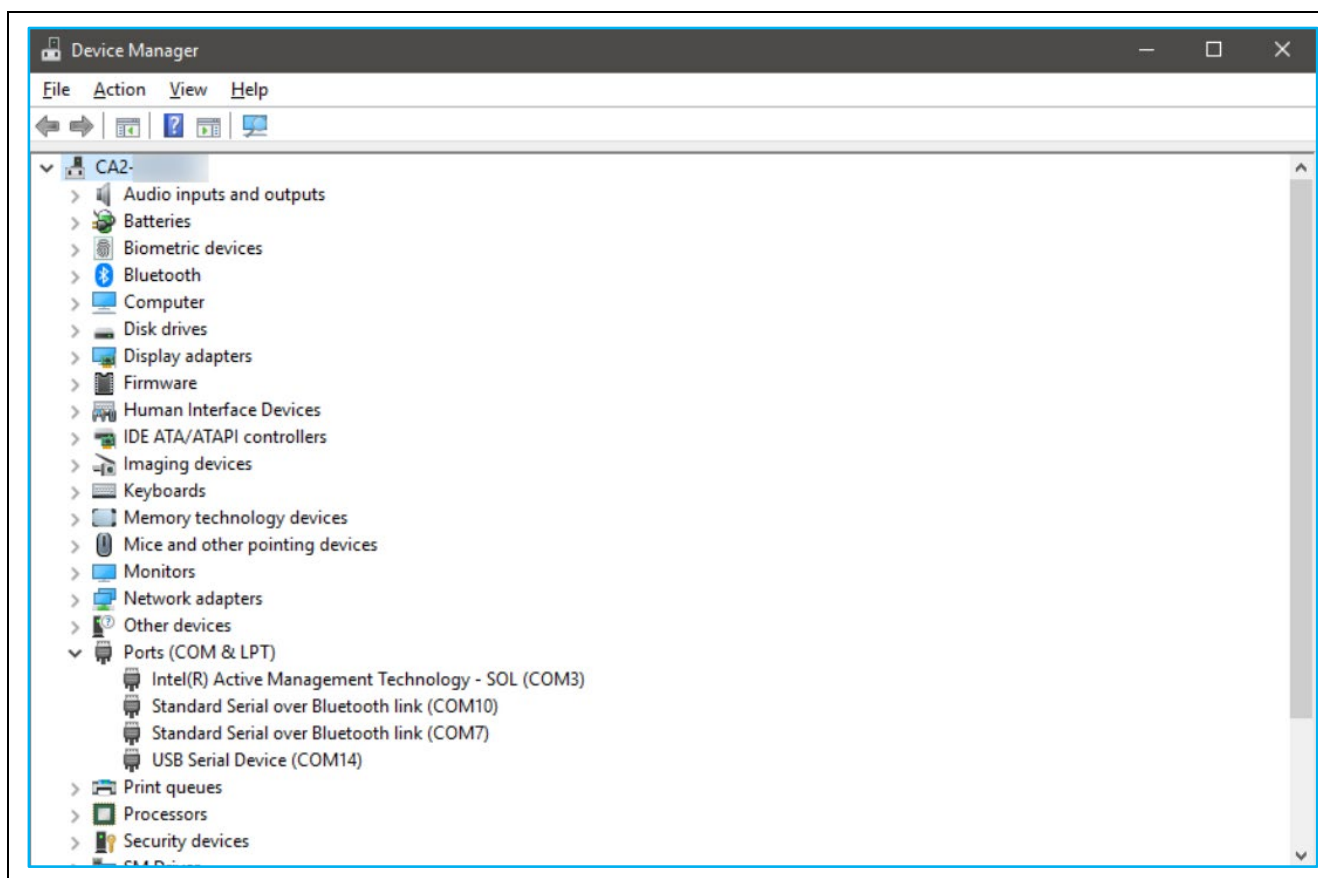 Device Manager
File Action View Help
CA2-
Audio inputs and outputs
Batteries
Biometric devices
Bluetooth
Computer
Disk drives
Display adapters
Firmware
Human Interface Devices
IDE ATA/ATAPI controllers
Imaging devices
Keyboards
Memory technology devices
Mice and other pointing devices
Monitors
Network adapters
Other devices
Ports (COM & LPT)
Intel(R) Active Management Technology - SOL (COM3)
Standard Serial over Bluetooth link (COM10)
Standard Serial over Bluetooth link (COM7)
USB Serial Device (COM14)
Print queues
Processors
Security devices